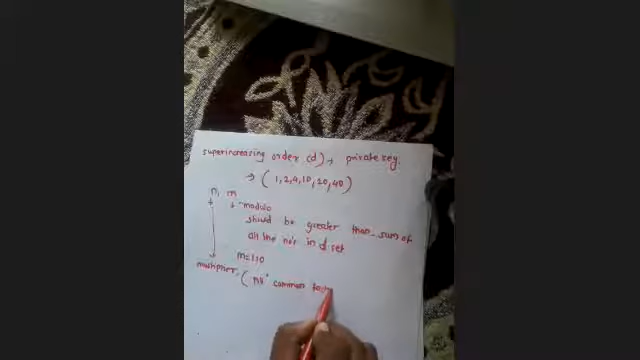 superincreasing order (d) → private key.
→ (1,2,4,10,20,40)
n, m
modulo
should be greater than sum of
all the no's in d set
m=110
multiplier
(no common